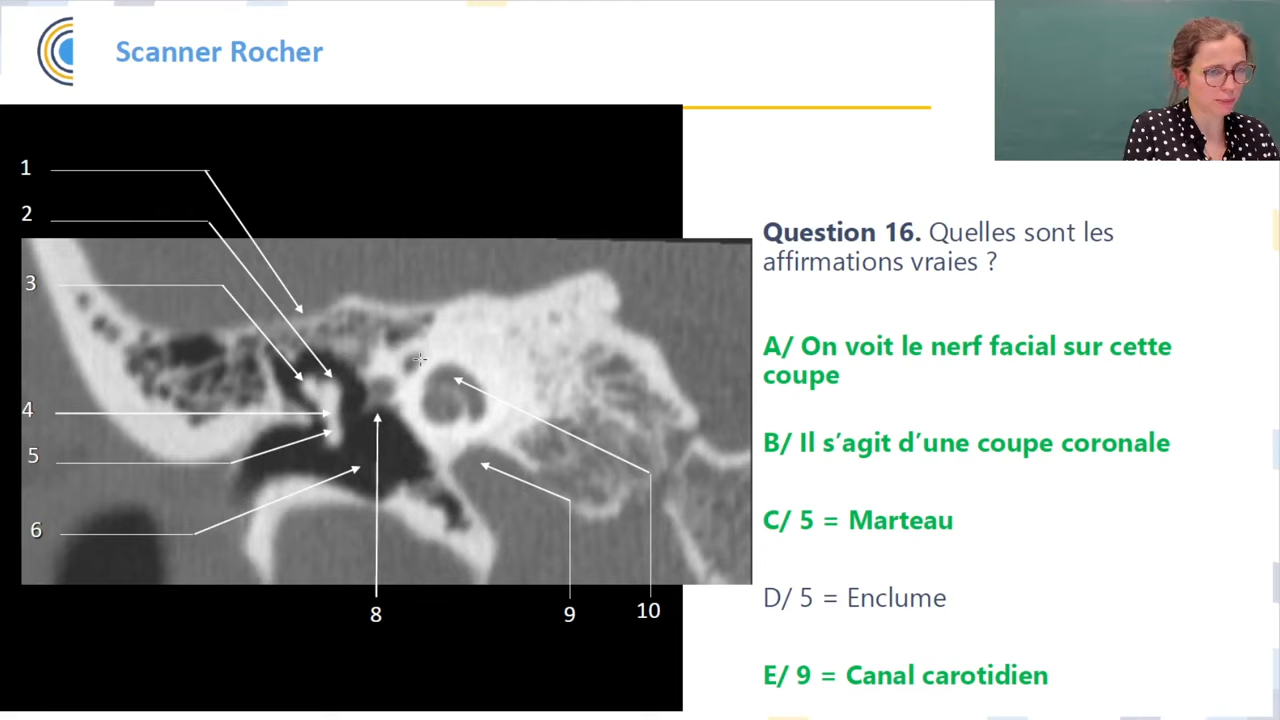 Scanner Rocher
1
2
3
4
5
6
8
9
10
Question 16. Quelles sont les
affirmations vraies ?
A/ On voit le nerf facial sur cette
coupe
B/ Il s’agit d’une coupe coronale
C/ 5 = Marteau
D/ 5 = Enclume
E/ 9 = Canal carotidien